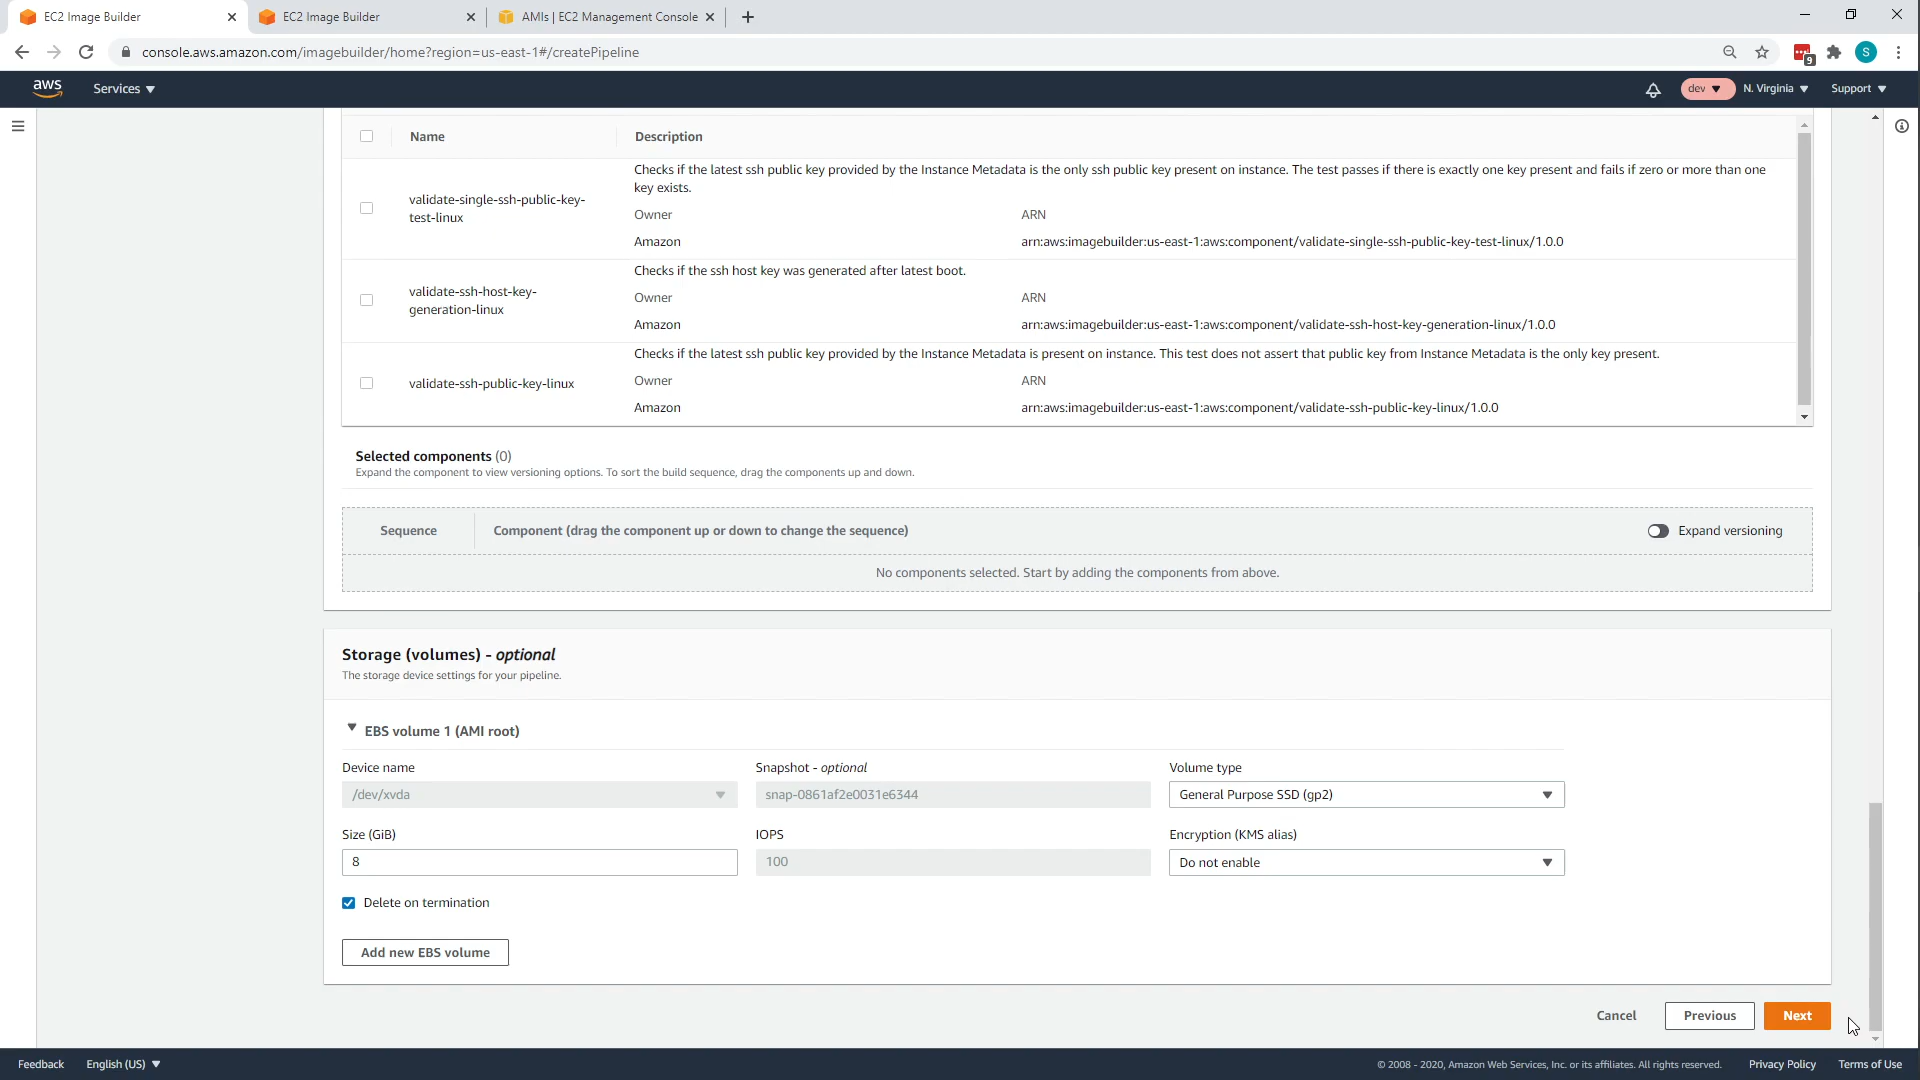 EC2 Image Builder
EC2 Image Builder
AMIs | EC2 Management Console
console.aws.amazon.com/imagebuilder/home?region=us-east-1#/createPipeline
9
S
aws
Services
dev
N. Virginia
Support
Name
Description
validate-single-ssh-public-key-
test-linux
Checks if the latest ssh public key provided by the Instance Metadata is the only ssh public key present on instance. The test passes if there is exactly one key present and fails if zero or more than one
key exists.
Owner
ARN
Amazon
arn:aws:imagebuilder:us-east-1:aws:component/validate-single-ssh-public-key-test-linux/1.0.0
validate-ssh-host-key-
generation-linux
Checks if the ssh host key was generated after latest boot.
Owner
ARN
Amazon
arn:aws:imagebuilder:us-east-1:aws:component/validate-ssh-host-key-generation-linux/1.0.0
validate-ssh-public-key-linux
Checks if the latest ssh public key provided by the Instance Metadata is present on instance. This test does not assert that public key from Instance Metadata is the only key present.
Owner
ARN
Amazon
arn:aws:imagebuilder:us-east-1:aws:component/validate-ssh-public-key-linux/1.0.0
Selected components (0)
Expand the component to view versioning options. To sort the build sequence, drag the components up and down.
Sequence
Component (drag the component up or down to change the sequence)
Expand versioning
No components selected. Start by adding the components from above.
Storage (volumes) - optional
The storage device settings for your pipeline.
EBS volume 1 (AMI root)
Device name
Snapshot - optional
Volume type
/dev/xvda
snap-0861af2e0031e6344
General Purpose SSD (gp2)
Size (GiB)
IOPS
Encryption (KMS alias)
8
100
Do not enable
Delete on termination
Add new EBS volume
Cancel
Previous
Next
Feedback
English (US)
© 2008 - 2020, Amazon Web Services, Inc. or its affiliates. All rights reserved.
Privacy Policy
Terms of Use